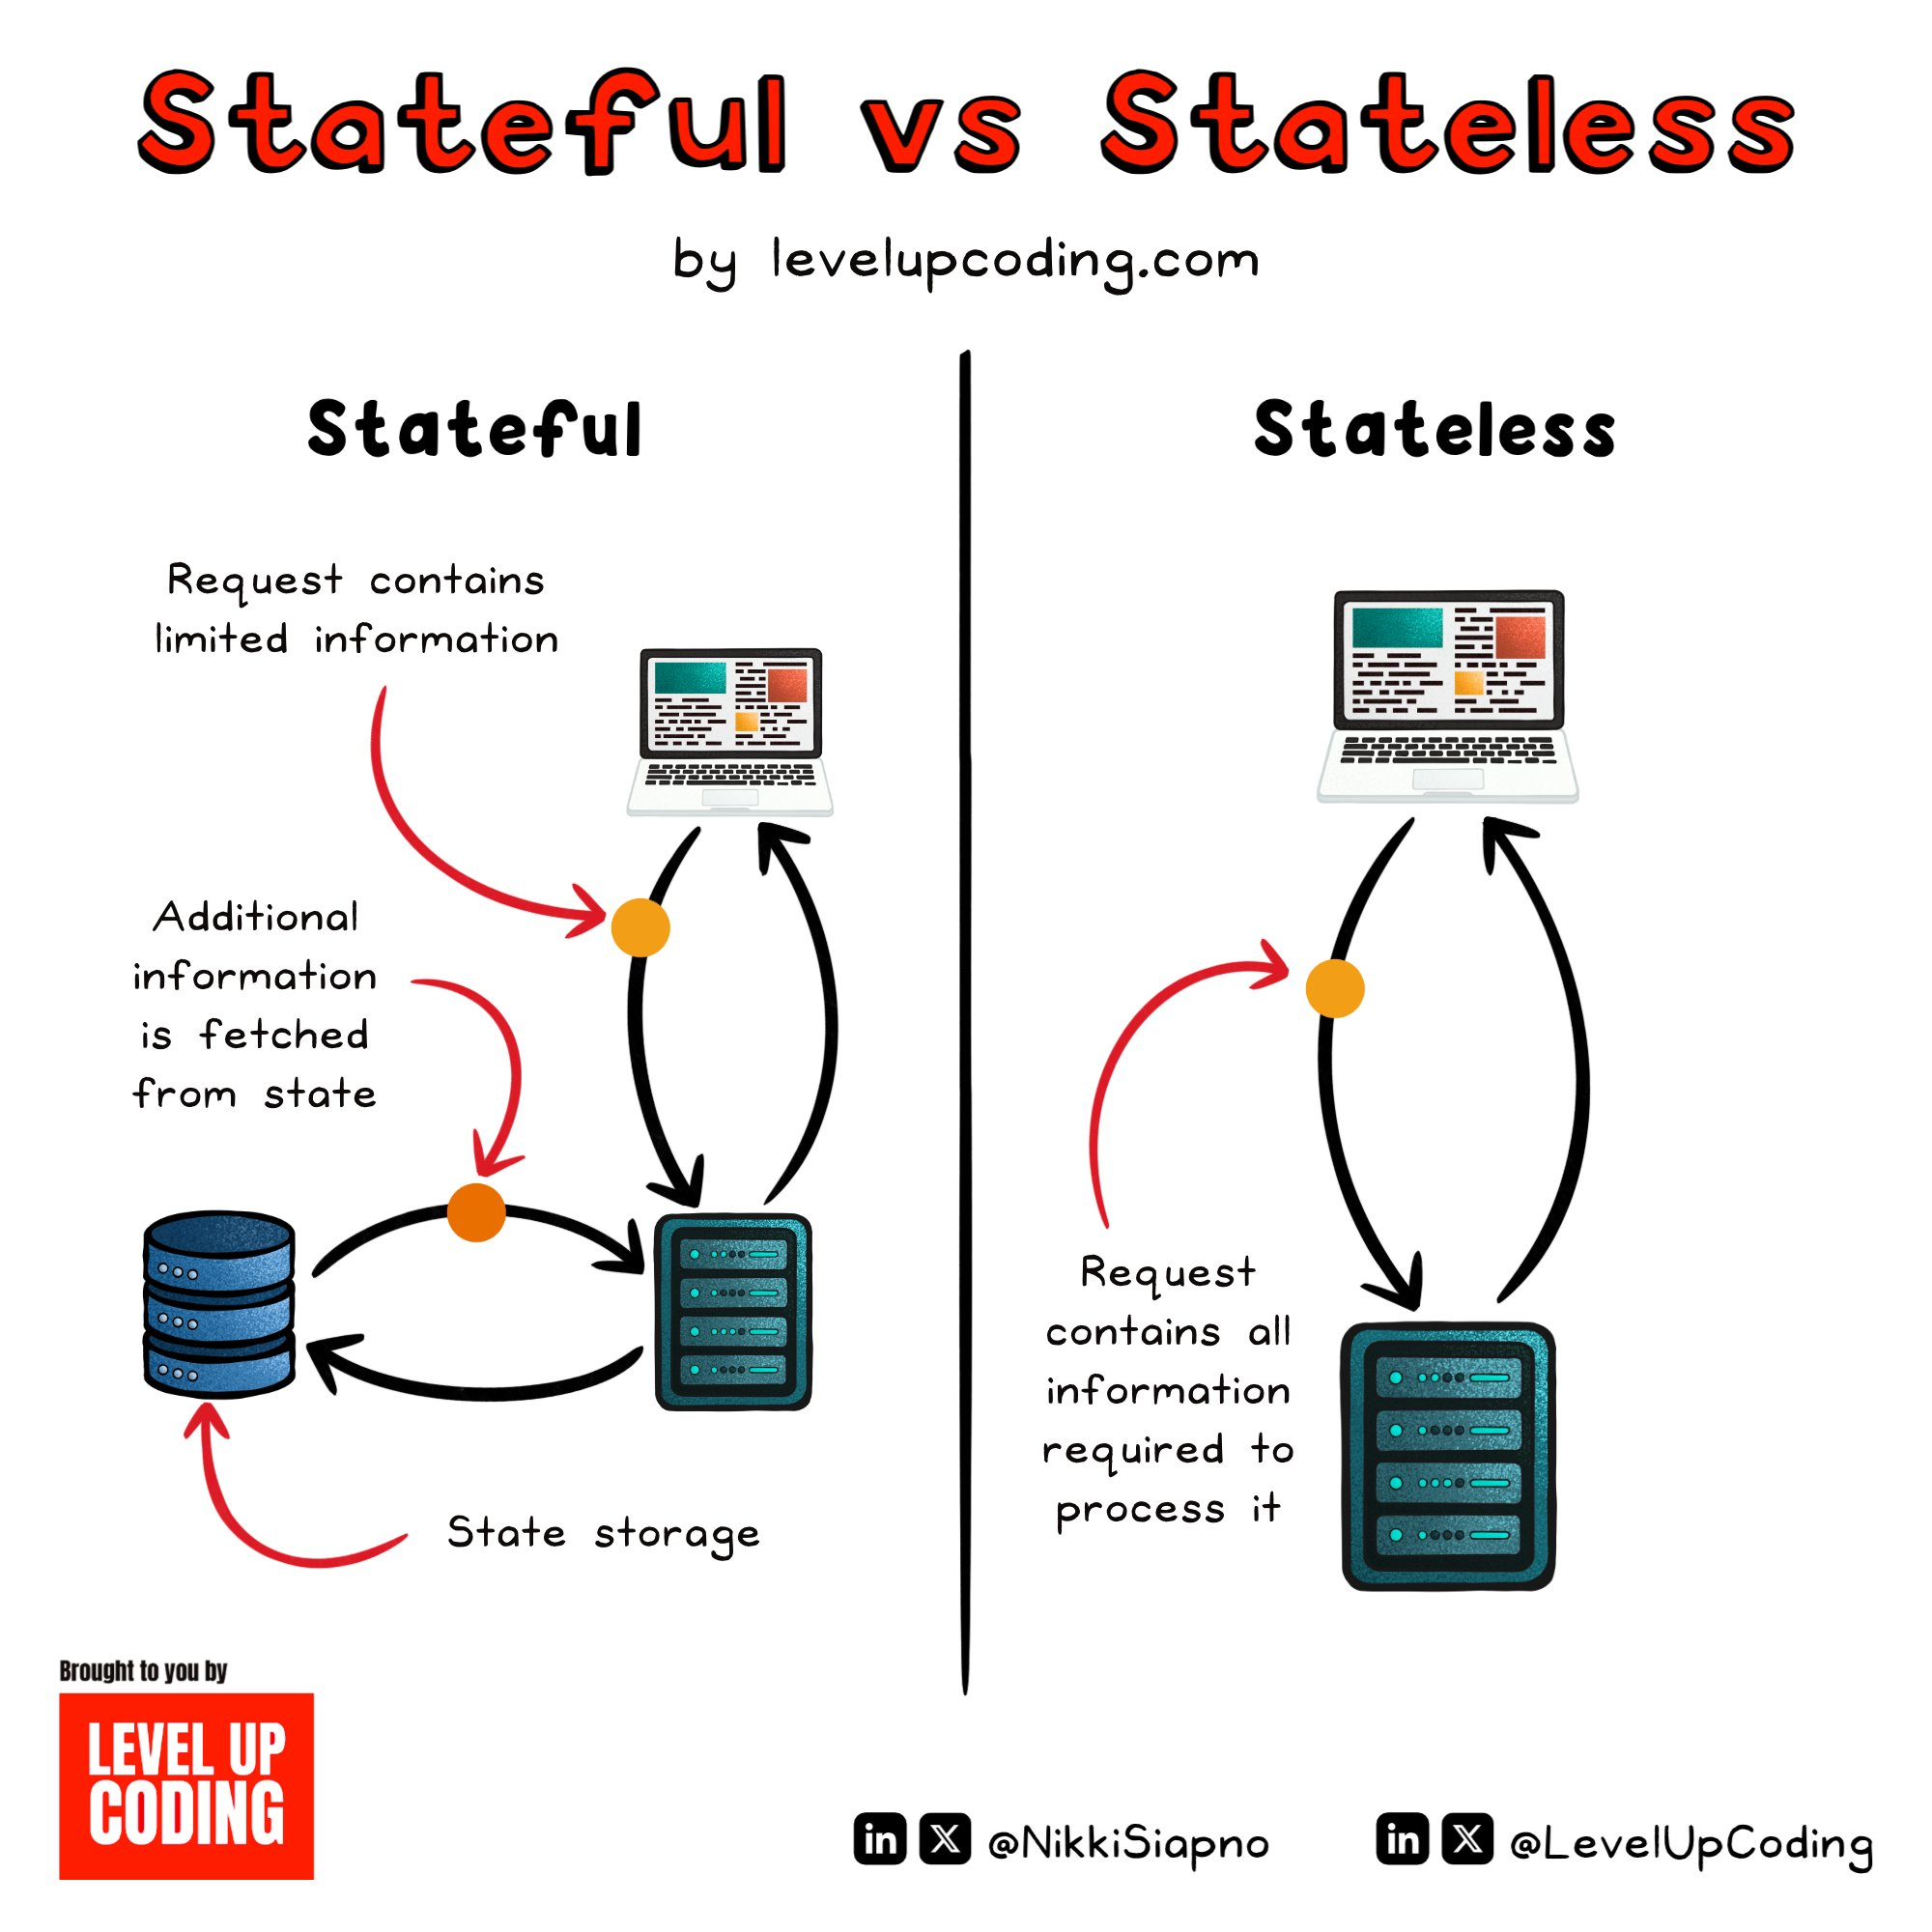 Stateful vs Stateless
by levelupcoding.com
Stateful
Request contains
limited information
Additional
information
is fetched
from state
State storage
Stateless
Request
contains all
information
required to
process it
Brought to you by
LEVEL UP
CODING
in X @NikkiSiapno
in X @LevelUpCoding